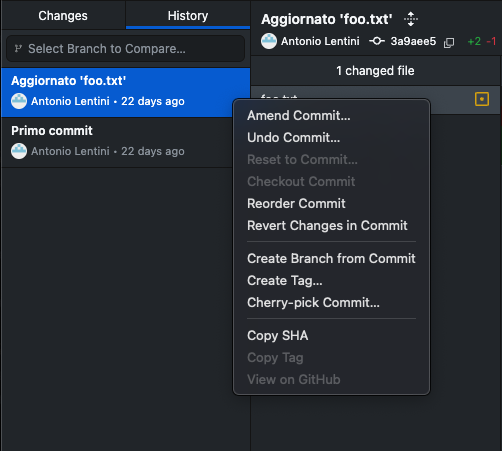 Changes
History
Select Branch to Compare...
Aggiornato 'foo.txt'
Antonio Lentini • 22 days ago
Primo commit
Antonio Lentini • 22 days ago
Aggiornato 'foo.txt'
Antonio Lentini
3a9aee5
+2 -1
1 changed file
foo.txt
Amend Commit...
Undo Commit...
Reset to Commit...
Checkout Commit
Reorder Commit
Revert Changes in Commit
Create Branch from Commit
Create Tag...
Cherry-pick Commit...
Copy SHA
Copy Tag
View on GitHub